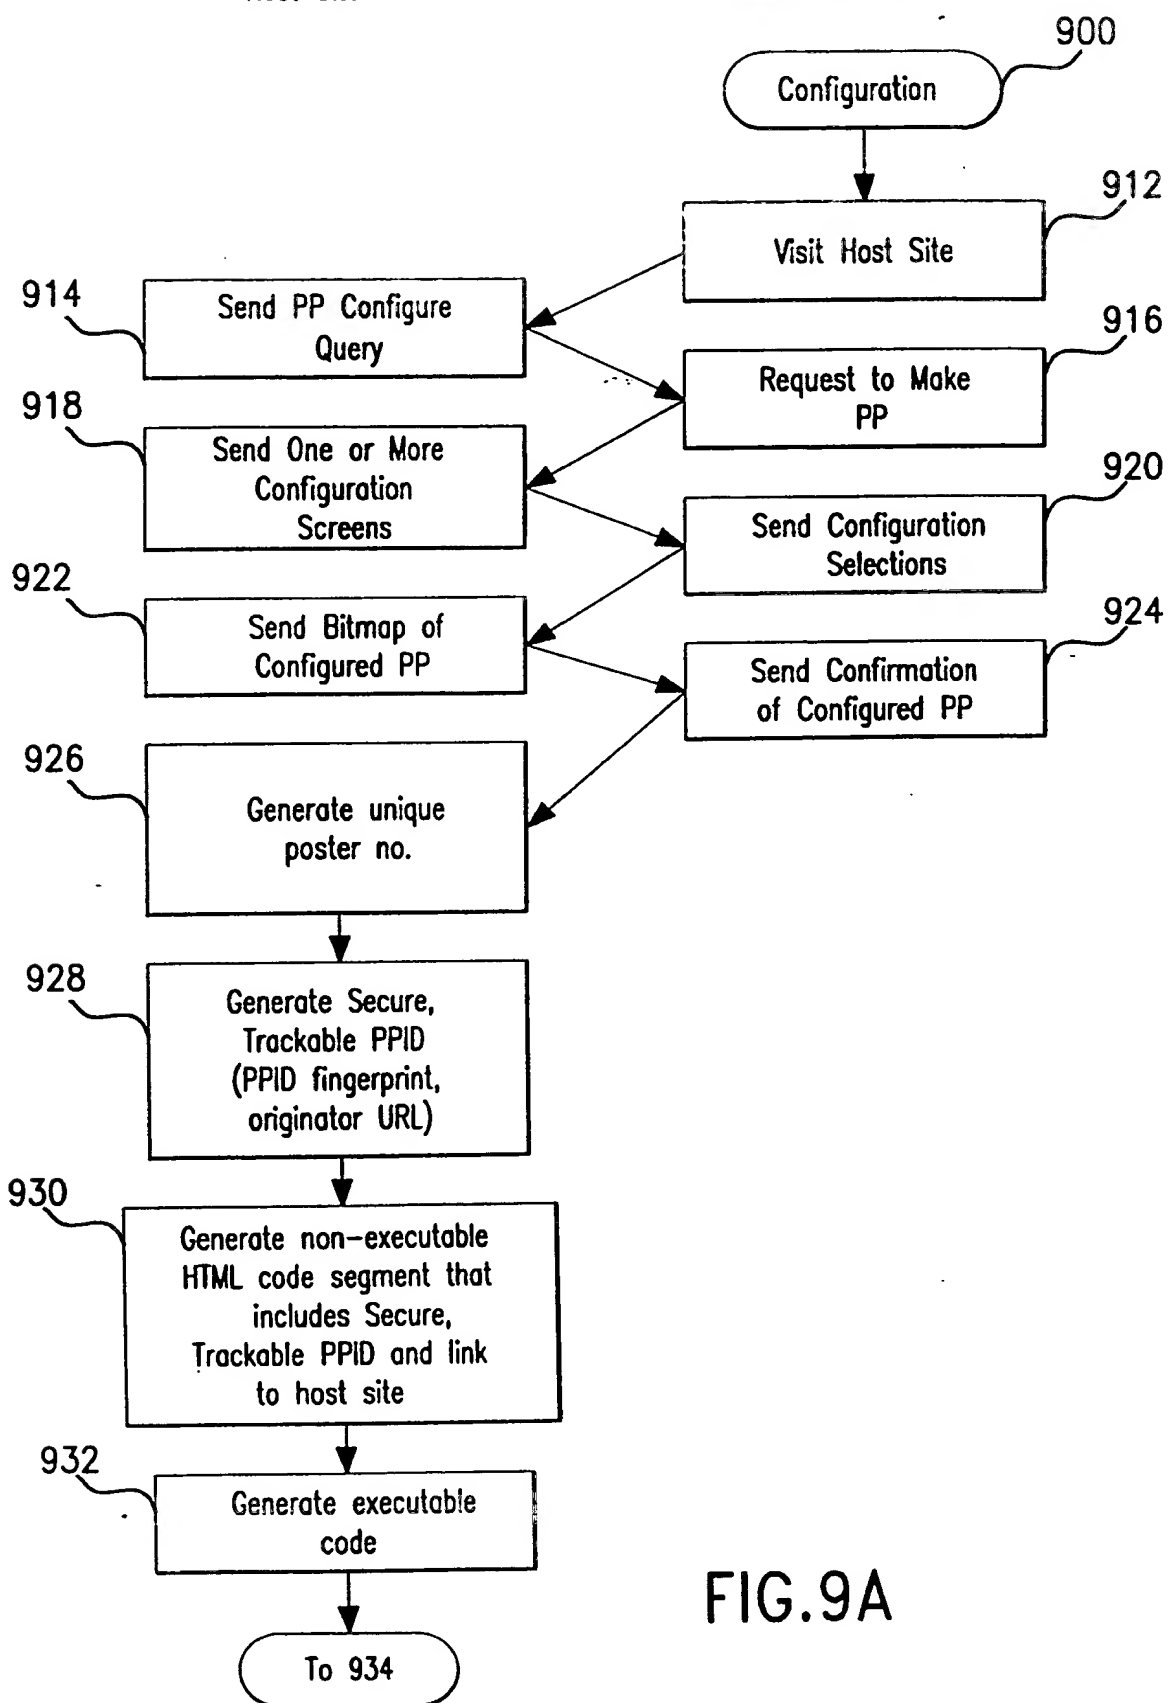 900
Configuration
912
Visit Host Site
914
Send PP Configure
Query
916
Request to Make
PP
918
Send One or More
Configuration
Screens
920
Send Configuration
Selections
922
Send Bitmap of
Configured PP
924
Send Confirmation
of Configured PP
926
Generate unique
poster no.
928
Generate Secure,
Trackable PPID
(PPID fingerprint,
originator URL)
930
Generate non-executable
HTML code segment that
includes Secure,
Trackable PPID and link
to host site
932
Generate executable
code
To 934
FIG.9A